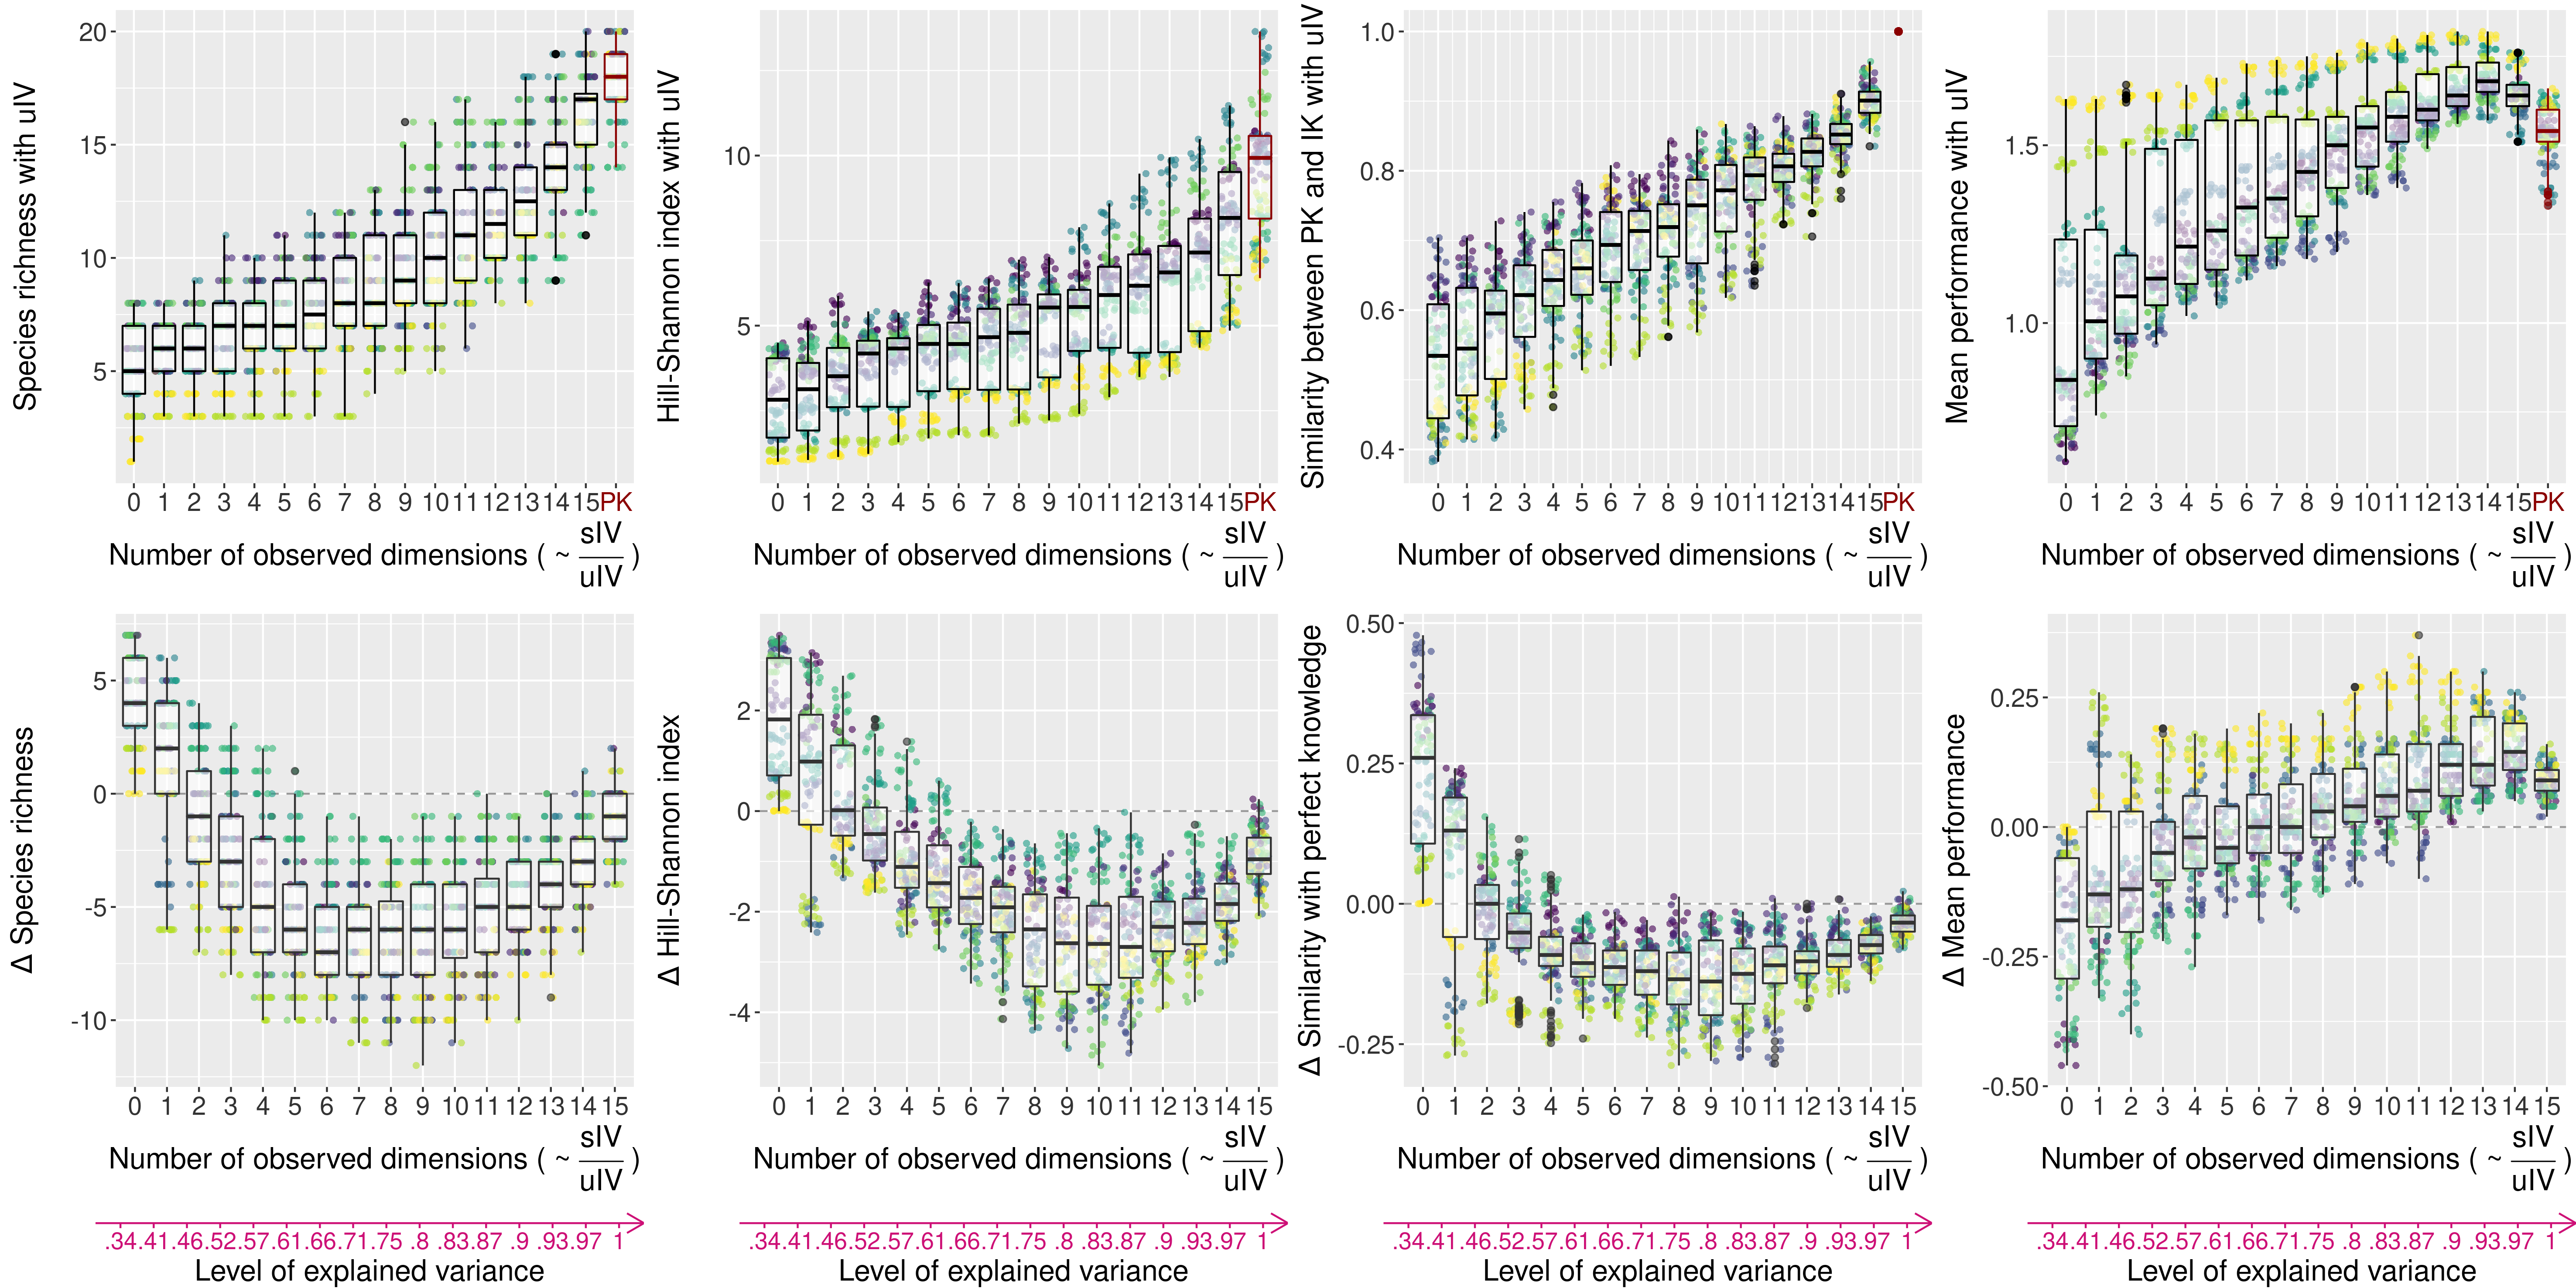 Species richness with uIV
20
15
10
5
0 1 2 3 4 5 6 7 8 9 10 11 12 13 14 15 PK
Number of observed dimensions ( ~ sIV / uIV )
Hill-Shannon index with uIV
10
5
0 1 2 3 4 5 6 7 8 9 10 11 12 13 14 15 PK
Number of observed dimensions ( ~ sIV / uIV )
Similarity between PK and IK with uIV
1.0
0.8
0.6
0.4
0 1 2 3 4 5 6 7 8 9 10 11 12 13 14 15 PK
Number of observed dimensions ( ~ sIV / uIV )
Mean performance with uIV
1.5
1.0
0 1 2 3 4 5 6 7 8 9 10 11 12 13 14 15 PK
Number of observed dimensions ( ~ sIV / uIV )
Δ Species richness
5
0
-5
-10
0 1 2 3 4 5 6 7 8 9 10 11 12 13 14 15
Number of observed dimensions ( ~ sIV / uIV )
.34 .41 .46 .52 .57 .61 .66 .71 .75 .8 .83 .87 .9 .93 .97 1
Level of explained variance
Δ Hill-Shannon index
2
0
-2
-4
0 1 2 3 4 5 6 7 8 9 10 11 12 13 14 15
Number of observed dimensions ( ~ sIV / uIV )
.34 .41 .46 .52 .57 .61 .66 .71 .75 .8 .83 .87 .9 .93 .97 1
Level of explained variance
Δ Similarity with perfect knowledge
0.50
0.25
0.00
-0.25
0 1 2 3 4 5 6 7 8 9 10 11 12 13 14 15
Number of observed dimensions ( ~ sIV / uIV )
.34 .41 .46 .52 .57 .61 .66 .71 .75 .8 .83 .87 .9 .93 .97 1
Level of explained variance
Δ Mean performance
0.25
0.00
-0.25
-0.50
0 1 2 3 4 5 6 7 8 9 10 11 12 13 14 15
Number of observed dimensions ( ~ sIV / uIV )
.34 .41 .46 .52 .57 .61 .66 .71 .75 .8 .83 .87 .9 .93 .97 1
Level of explained variance